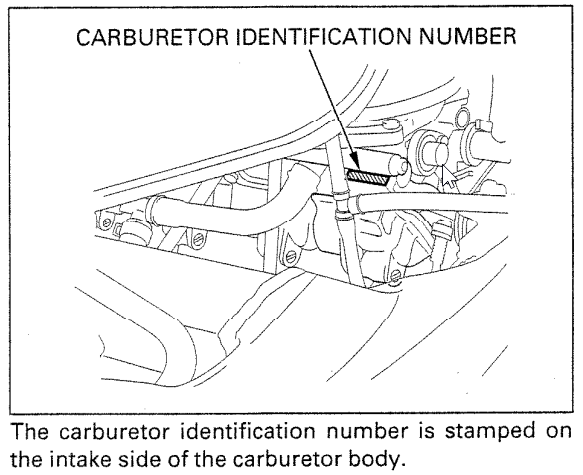 CARBURETOR IDENTIFICATION NUMBER
The carburetor identification number is stamped on
the intake side of the carburetor body.